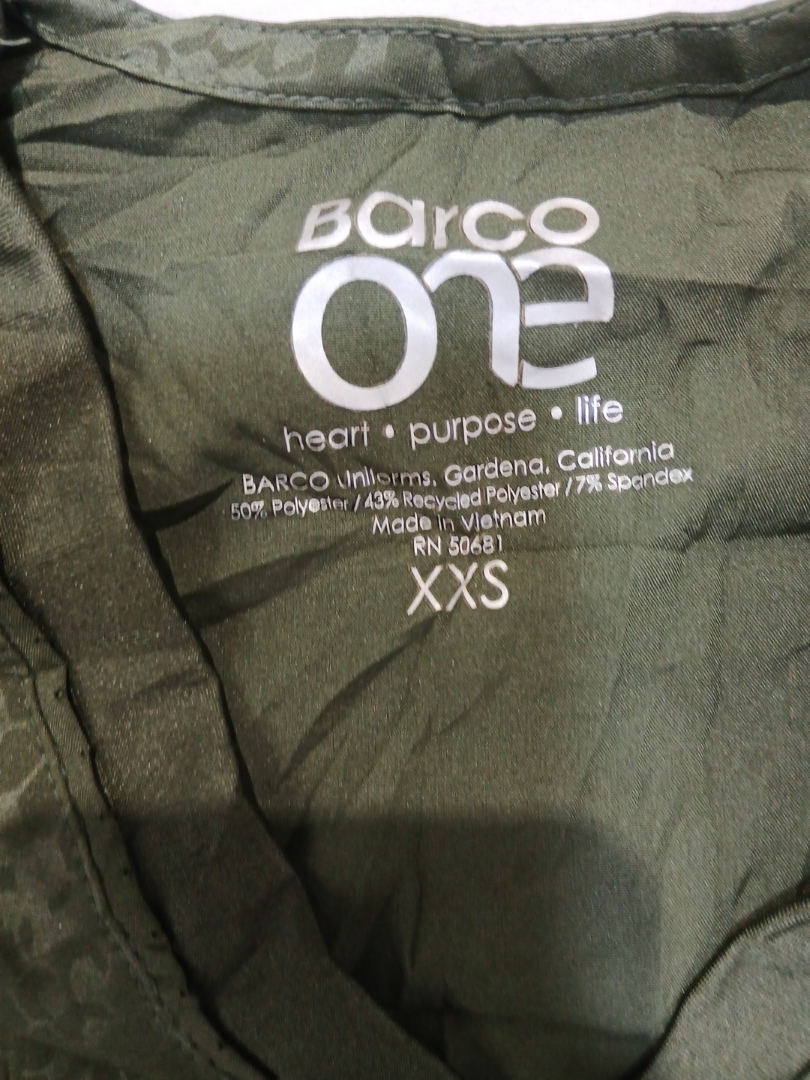 Barco
One
heart • purpose • life
BARCO Uniforms, Gardena, California
50% Polyester / 43% Recycled Polyester / 7% Spandex
Made in Vietnam
RN 50681
XXS